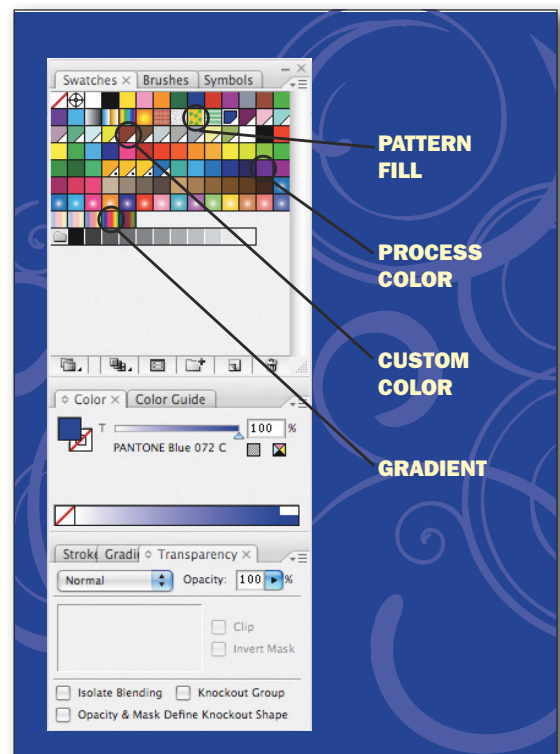 Swatches × Brushes Symbols
PATTERN
FILL
PROCESS
COLOR
CUSTOM
COLOR
GRADIENT
Color × Color Guide
T 100 %
PANTONE Blue 072 C
Stroke Gradi Transparency ×
Normal Opacity: 100 %
Clip
Invert Mask
Isolate Blending Knockout Group
Opacity & Mask Define Knockout Shape